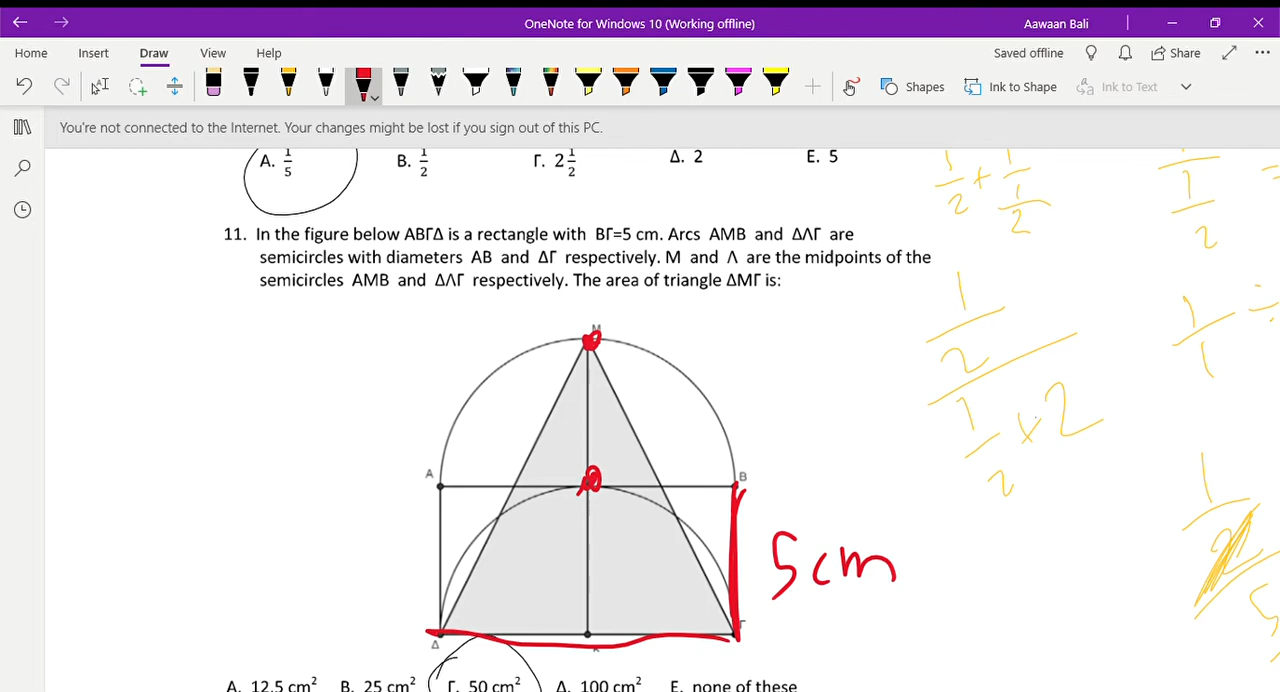 OneNote for Windows 10 (Working offline)
Aawaan Bali
Home Insert Draw View Help
Saved offline Share
Shapes Ink to Shape Ink to Text
You're not connected to the Internet. Your changes might be lost if you sign out of this PC.
A. 1/5 B. 1/2 Γ. 2 1/2 Δ. 2 E. 5
11. In the figure below ΑΒΓΔ is a rectangle with ΒΓ=5 cm. Arcs AMB and ΔΛΓ are
semicircles with diameters AB and ΔΓ respectively. M and Λ are the midpoints of the
semicircles AMB and ΔΛΓ respectively. The area of triangle ΔΜΓ is:
M
A
B
5 cm
Δ
Γ
A. 12.5 cm² B. 25 cm² Γ. 50 cm² Δ. 100 cm² E. none of these